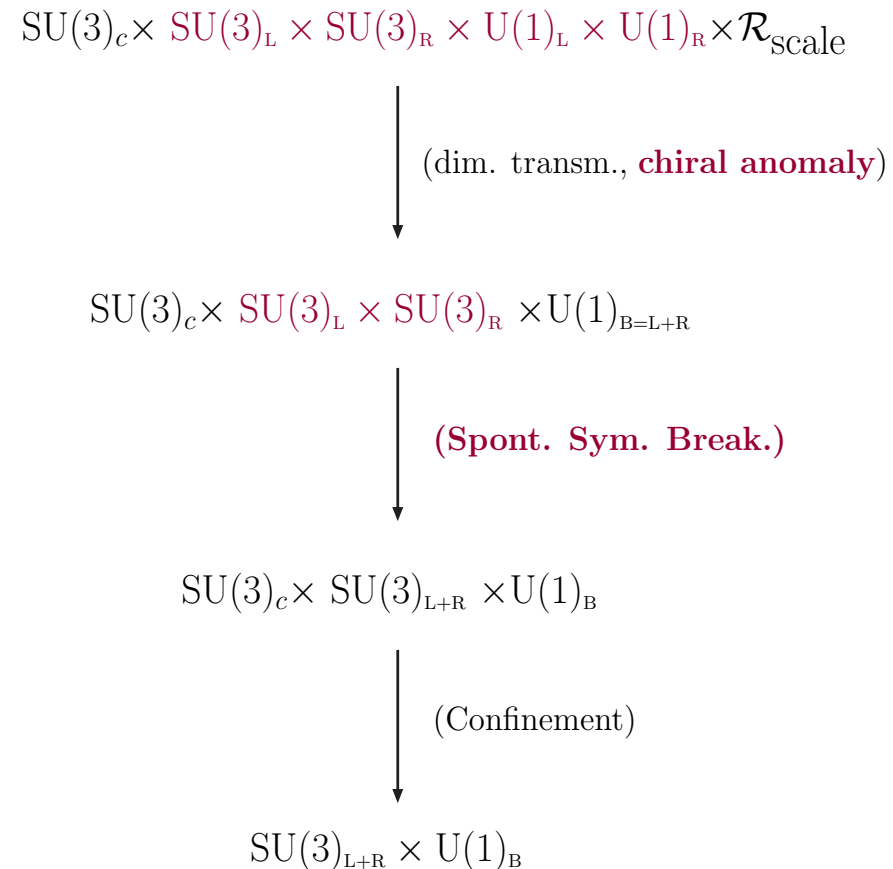 SU(3)_c× SU(3)_L × SU(3)_R × U(1)_L × U(1)_R×ℛ_scale
(dim. transm., chiral anomaly)
SU(3)_c× SU(3)_L × SU(3)_R ×U(1)_B=L+R
(Spont. Sym. Break.)
SU(3)_c× SU(3)_L+R ×U(1)_B
(Confinement)
SU(3)_L+R × U(1)_B